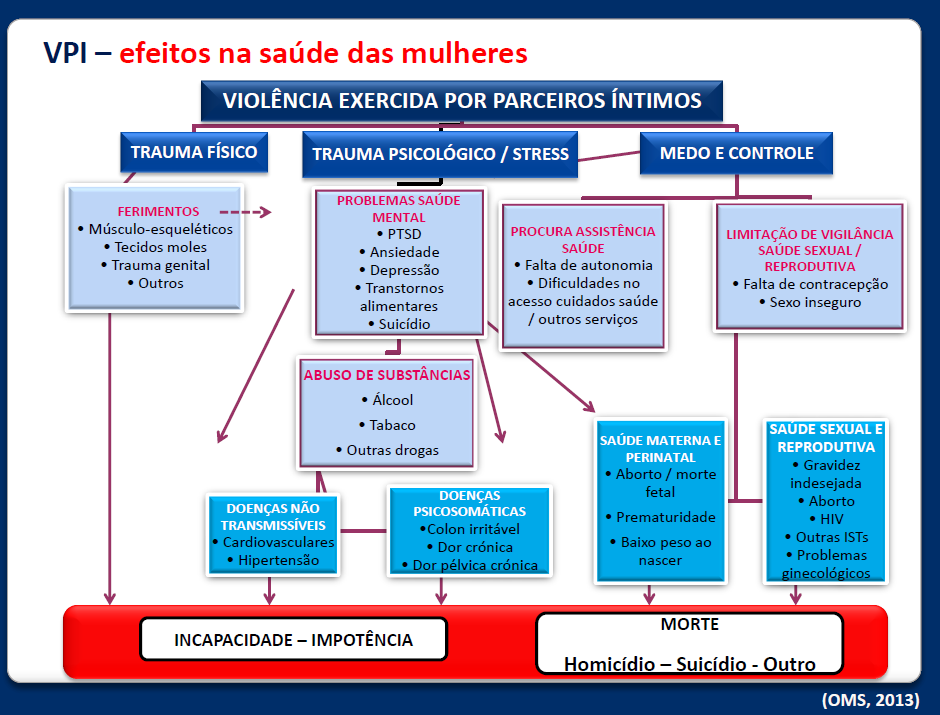 VPI – efeitos na saúde das mulheres
VIOLÊNCIA EXERCIDA POR PARCEIROS ÍNTIMOS
TRAUMA FÍSICO
TRAUMA PSICOLÓGICO / STRESS
MEDO E CONTROLE
FERIMENTOS
• Músculo-esqueléticos
• Tecidos moles
• Trauma genital
• Outros
PROBLEMAS SAÚDE
MENTAL
• PTSD
• Ansiedade
• Depressão
• Transtornos
alimentares
• Suicídio
PROCURA ASSISTÊNCIA
SAÚDE
• Falta de autonomia
• Dificuldades no
acesso cuidados saúde
/ outros serviços
LIMITAÇÃO DE VIGILÂNCIA
SAÚDE SEXUAL /
REPRODUTIVA
• Falta de contracepção
• Sexo inseguro
ABUSO DE SUBSTÂNCIAS
• Álcool
• Tabaco
• Outras drogas
DOENÇAS NÃO
TRANSMISSÍVEIS
• Cardiovasculares
• Hipertensão
DOENÇAS
PSICOSOMÁTICAS
•Colon irritável
• Dor crónica
• Dor pélvica crónica
SAÚDE MATERNA E
PERINATAL
• Aborto / morte
fetal
• Prematuridade
• Baixo peso ao
nascer
SAÚDE SEXUAL E
REPRODUTIVA
• Gravidez
indesejada
• Aborto
• HIV
• Outras ISTs
• Problemas
ginecológicos
INCAPACIDADE – IMPOTÊNCIA
MORTE
Homicídio – Suicídio - Outro
(OMS, 2013)